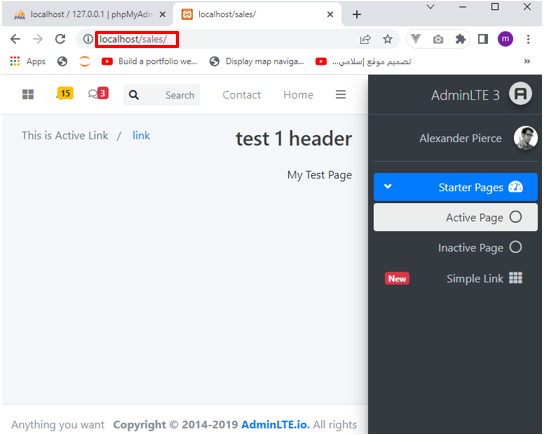 localhost / 127.0.0.1 | phpMyAdm
localhost/sales/
localhost/sales/
Apps
Build a portfolio we...
Display map naviga...
تصميم موقع إسلامي...
15
3
Search
Contact
Home
AdminLTE 3
This is Active Link / link
test 1 header
Alexander Pierce
My Test Page
Starter Pages
Active Page
Inactive Page
New
Simple Link
Anything you want
Copyright © 2014-2019 AdminLTE.io. All rights